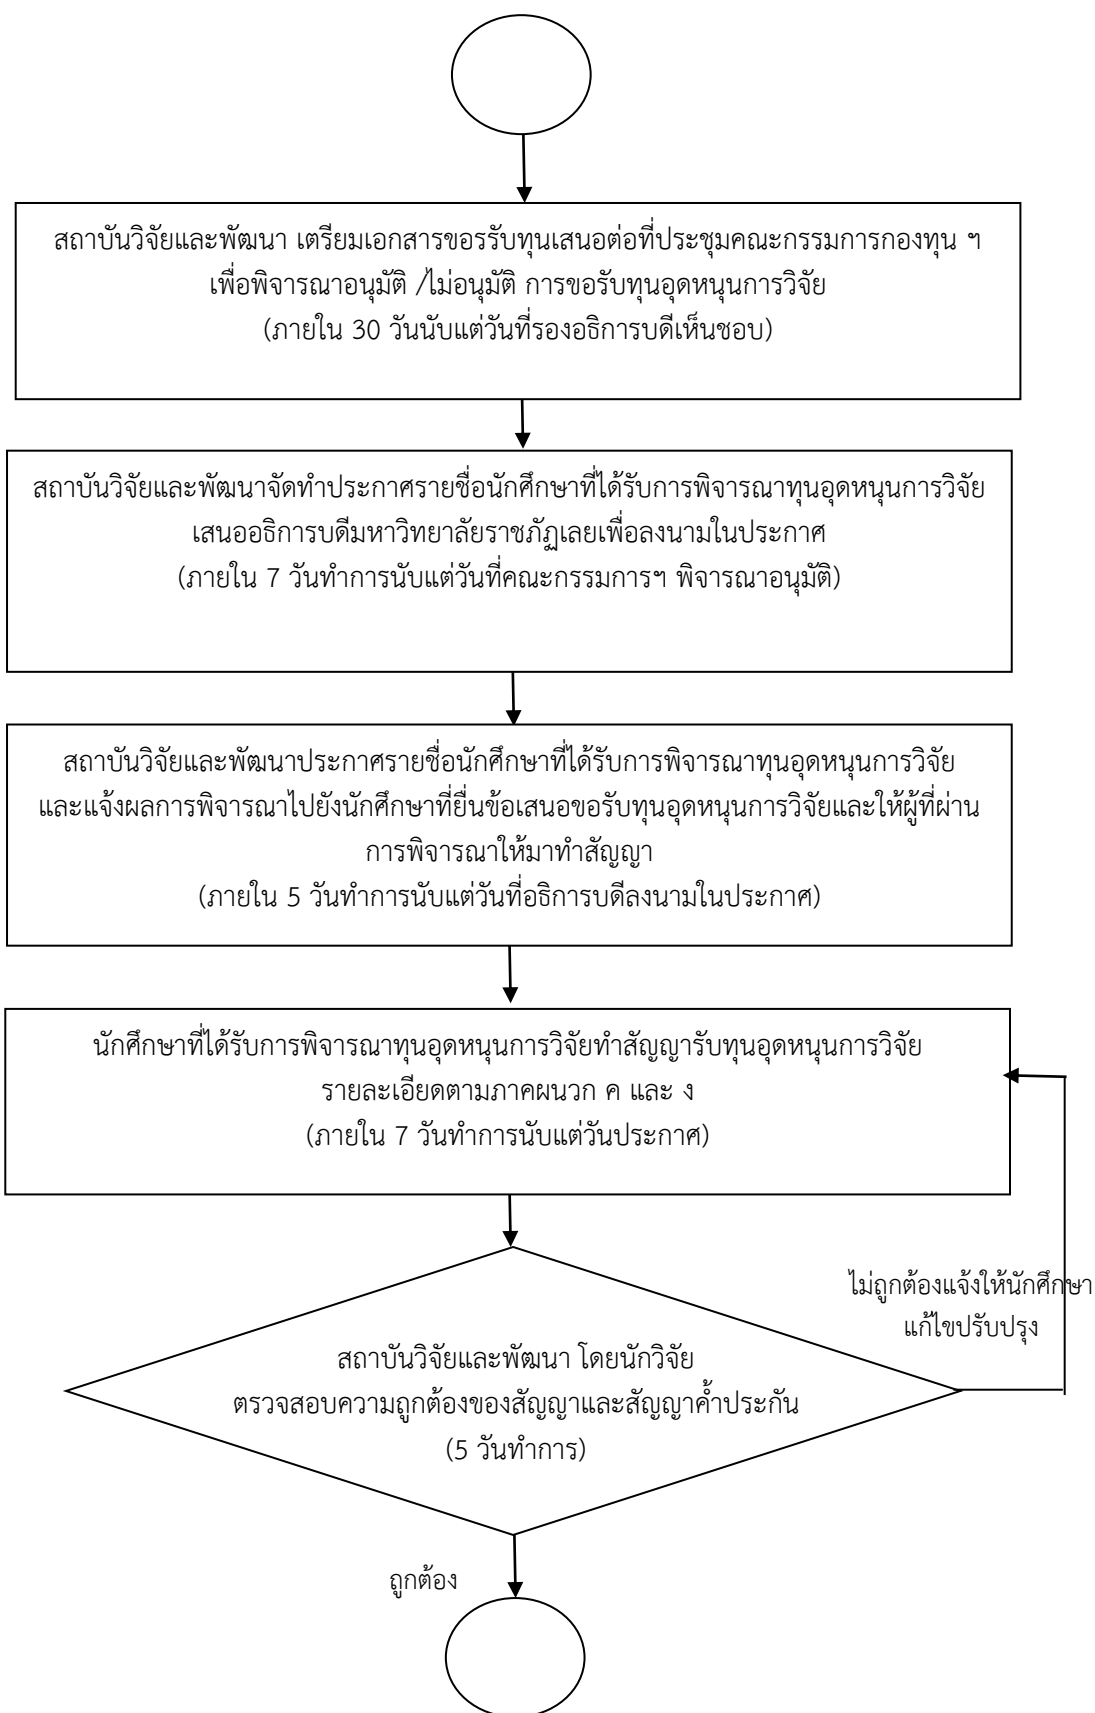 สถาบันวิจัยและพัฒนา เตรียมเอกสารขอรรับทุนเสนอต่อที่ประชุมคณะกรรมการกองทุน ฯ
เพื่อพิจารณาอนุมัติ /ไม่อนุมัติ การขอรับทุนอุดหนุนการวิจัย
(ภายใน 30 วันนับแต่วันที่รองอธิการบดีเห็นชอบ)
สถาบันวิจัยและพัฒนาจัดทำประกาศรายชื่อนักศึกษาที่ได้รับการพิจารณาทุนอุดหนุนการวิจัย
เสนออธิการบดีมหาวิทยาลัยราชภัฏเลยเพื่อลงนามในประกาศ
(ภายใน 7 วันทำการนับแต่วันที่คณะกรรมการฯ พิจารณาอนุมัติ)
สถาบันวิจัยและพัฒนาประกาศรายชื่อนักศึกษาที่ได้รับการพิจารณาทุนอุดหนุนการวิจัย
และแจ้งผลการพิจารณาไปยังนักศึกษาที่ยื่นข้อเสนอขอรับทุนอุดหนุนการวิจัยและให้ผู้ที่ผ่าน
การพิจารณาให้มาทำสัญญา
(ภายใน 5 วันทำการนับแต่วันที่อธิการบดีลงนามในประกาศ)
นักศึกษาที่ได้รับการพิจารณาทุนอุดหนุนการวิจัยทำสัญญารับทุนอุดหนุนการวิจัย
รายละเอียดตามภาคผนวก ค และ ง
(ภายใน 7 วันทำการนับแต่วันประกาศ)
ไม่ถูกต้องแจ้งให้นักศึกษา
แก้ไขปรับปรุง
สถาบันวิจัยและพัฒนา โดยนักวิจัย
ตรวจสอบความถูกต้องของสัญญาและสัญญาค้ำประกัน
(5 วันทำการ)
ถูกต้อง